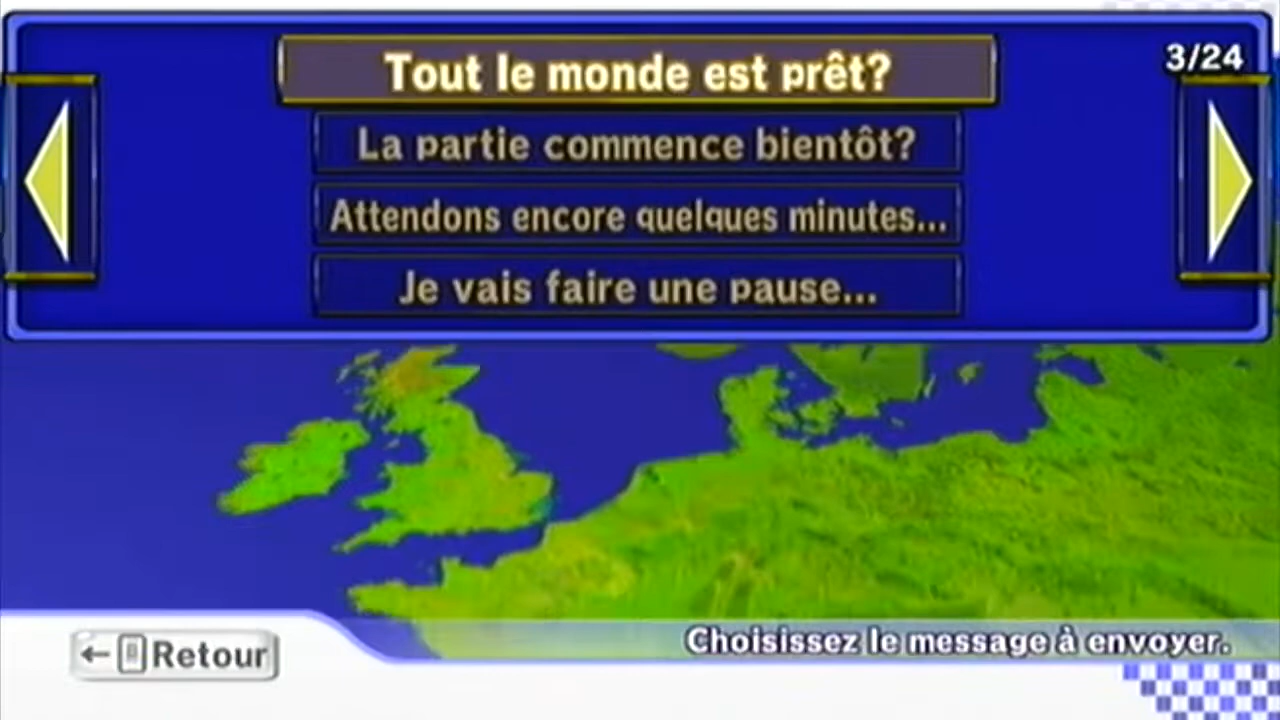 3/24
Tout le monde est prêt?
La partie commence bientôt?
Attendons encore quelques minutes...
Je vais faire une pause...
Choisissez le message à envoyer.
Retour